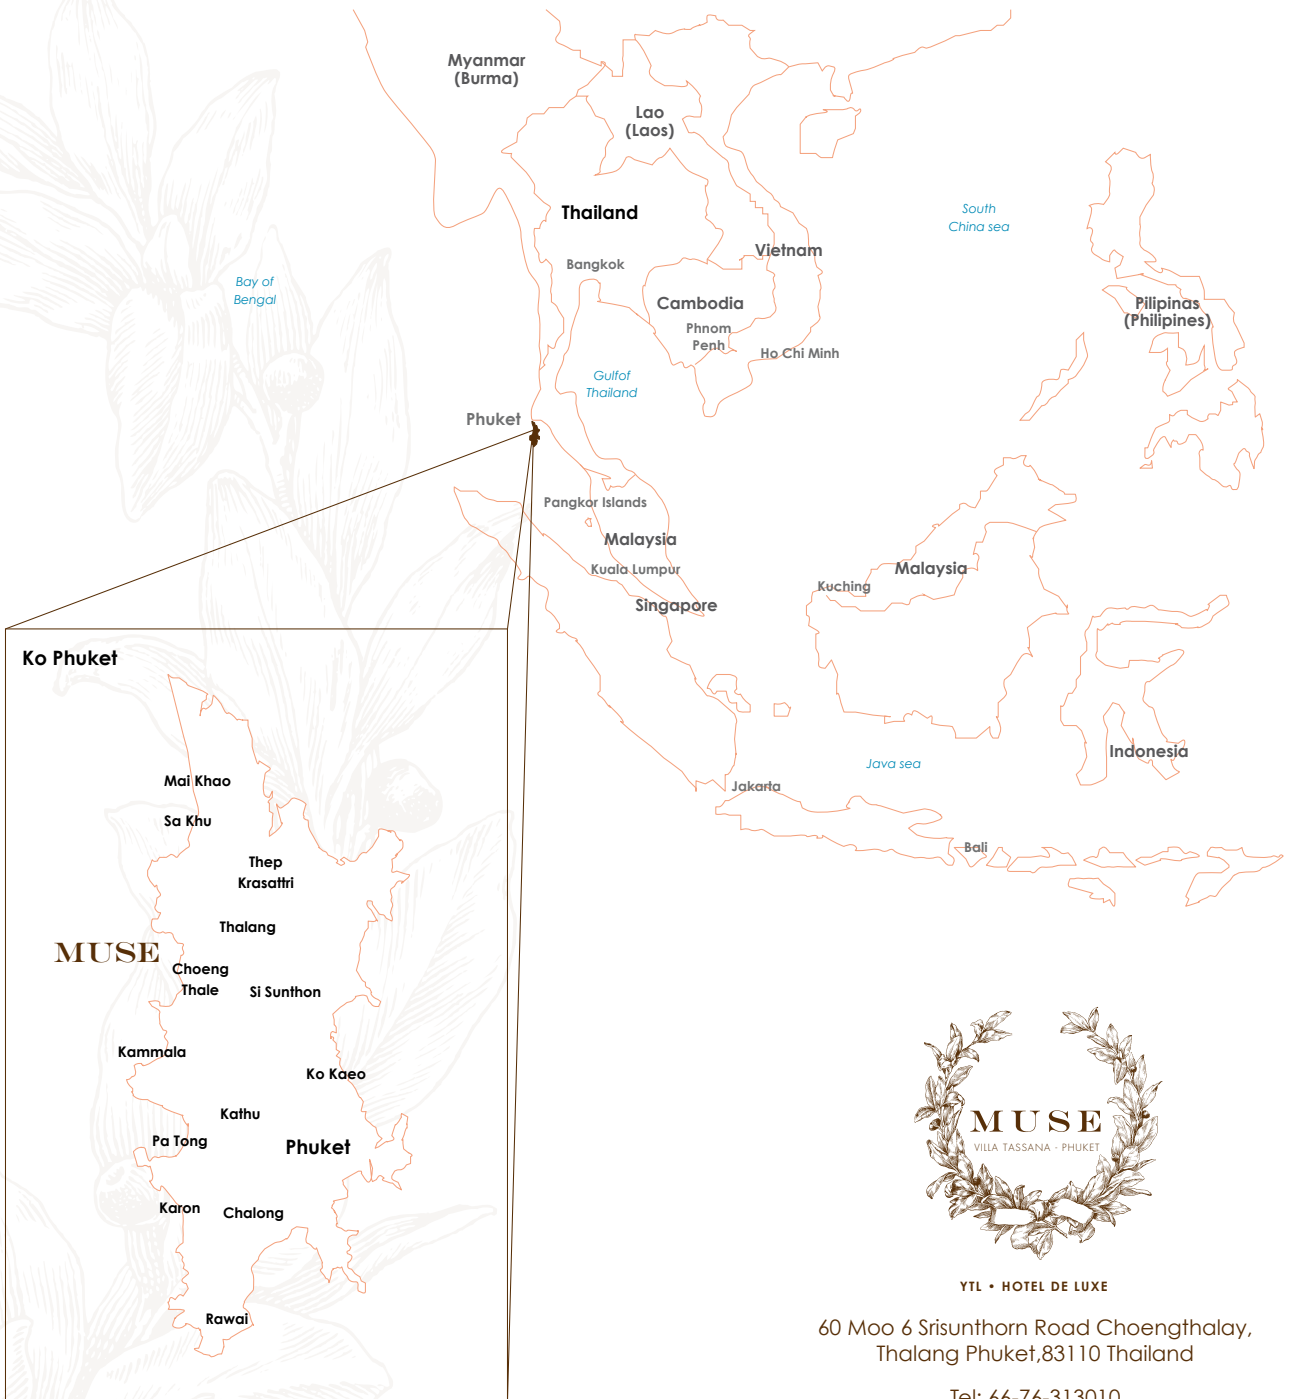 Myanmar
(Burma)
Lao
(Laos)
Thailand
South
China sea
Vietnam
Bangkok
Bay of
Bengal
Cambodia
Pilipinas
(Philipines)
Phnom
Penh
Ho Chi Minh
Gulfof
Thailand
Phuket
Pangkor Islands
Malaysia
Kuala Lumpur
Malaysia
Kuching
Singapore
Ko Phuket
Indonesia
Java sea
Mai Khao
Jakarta
Sa Khu
Bali
Thep
Krasattri
Thalang
MUSE
Choeng
Thale
Si Sunthon
Kammala
Ko Kaeo
Kathu
Pa Tong
Phuket
Karon
Chalong
Rawai
MUSE
VILLA TASSANA · PHUKET
YTL • HOTEL DE LUXE
60 Moo 6 Srisunthorn Road Choengthalay,
Thalang Phuket,83110 Thailand
Tel: 66-76-313010